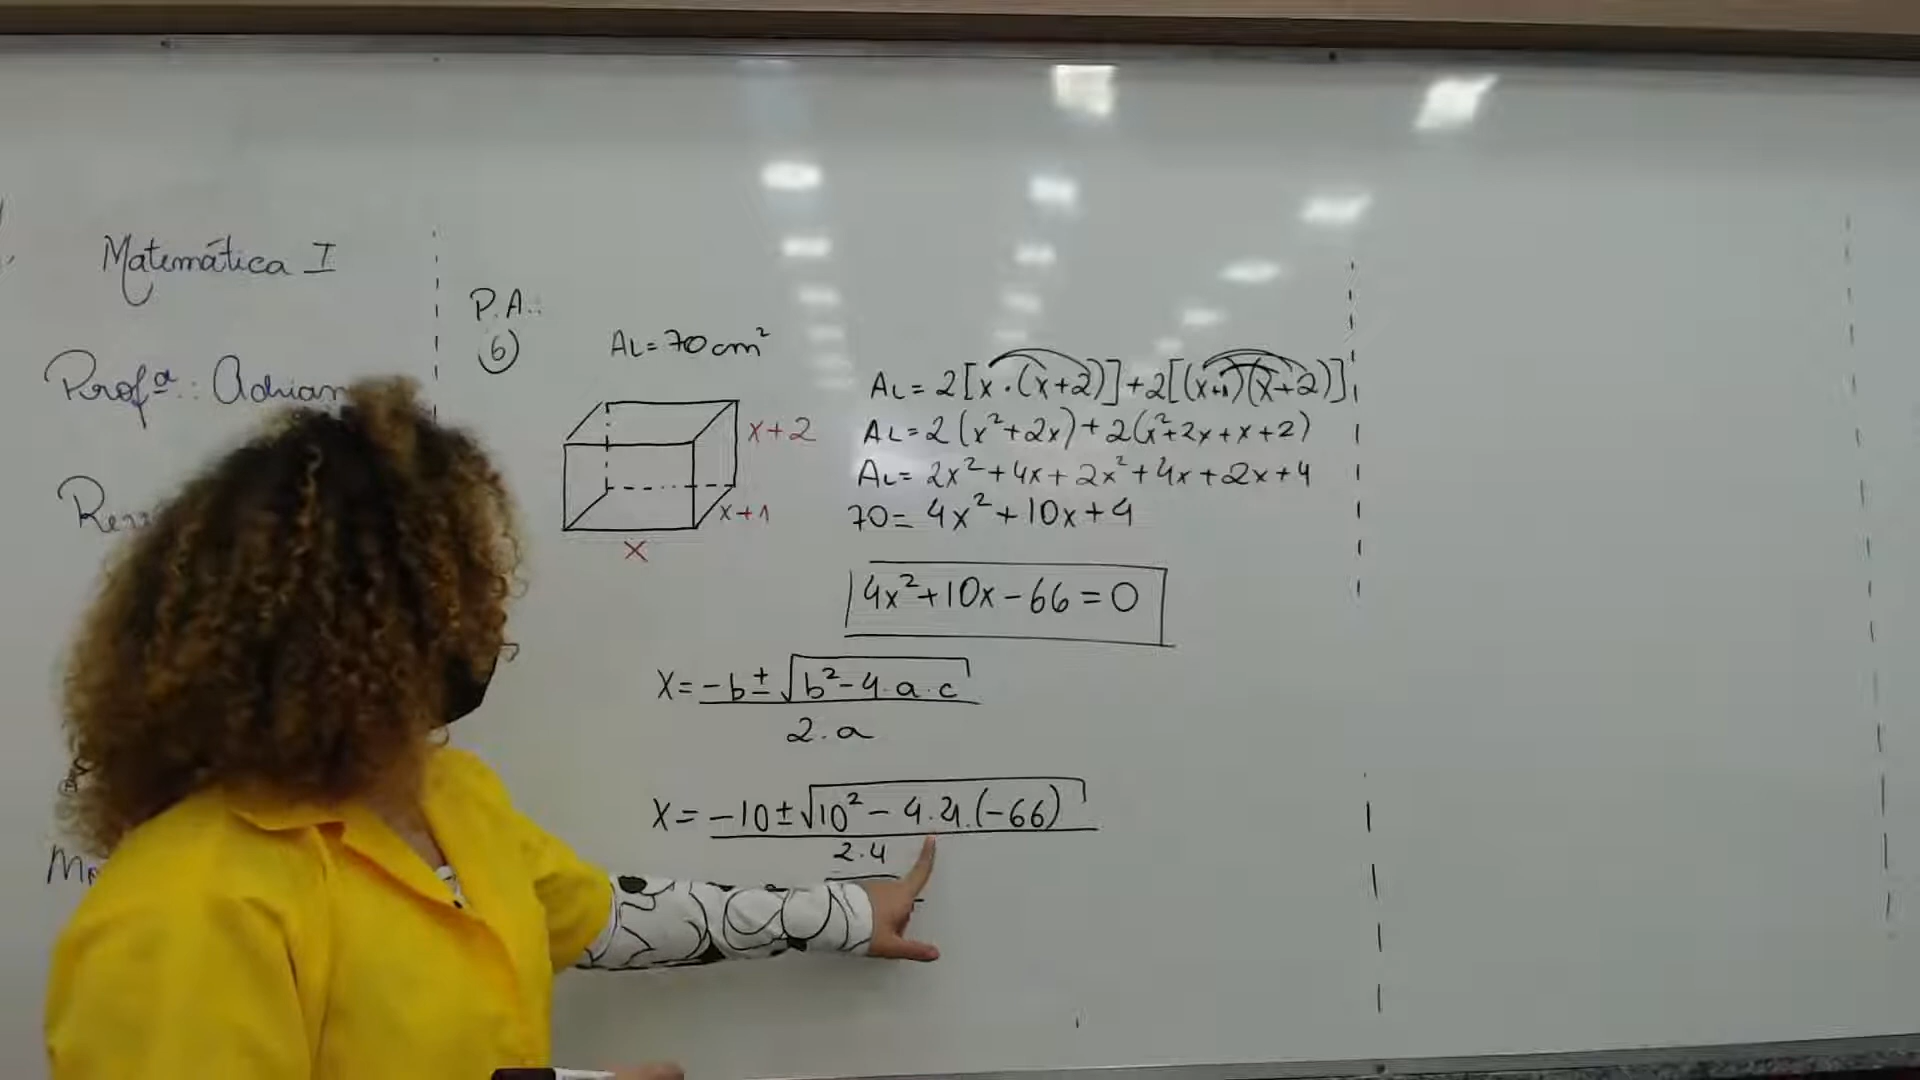 Matemática I
Profª.: Adrian
P.A.:
6
AL = 70cm²
x+2
x+1
x
AL = 2[x.(x+2)]+2[(x+1)(x+2)]
AL = 2(x²+2x)+2(x²+2x+x+2)
AL = 2x²+4x+2x²+4x+2x+4
70 = 4x²+10x+4
4x²+10x-66=0
X = -b±√b²-4.a.c
2.a
X = -10±√10²-4.4.(-66)
2.4